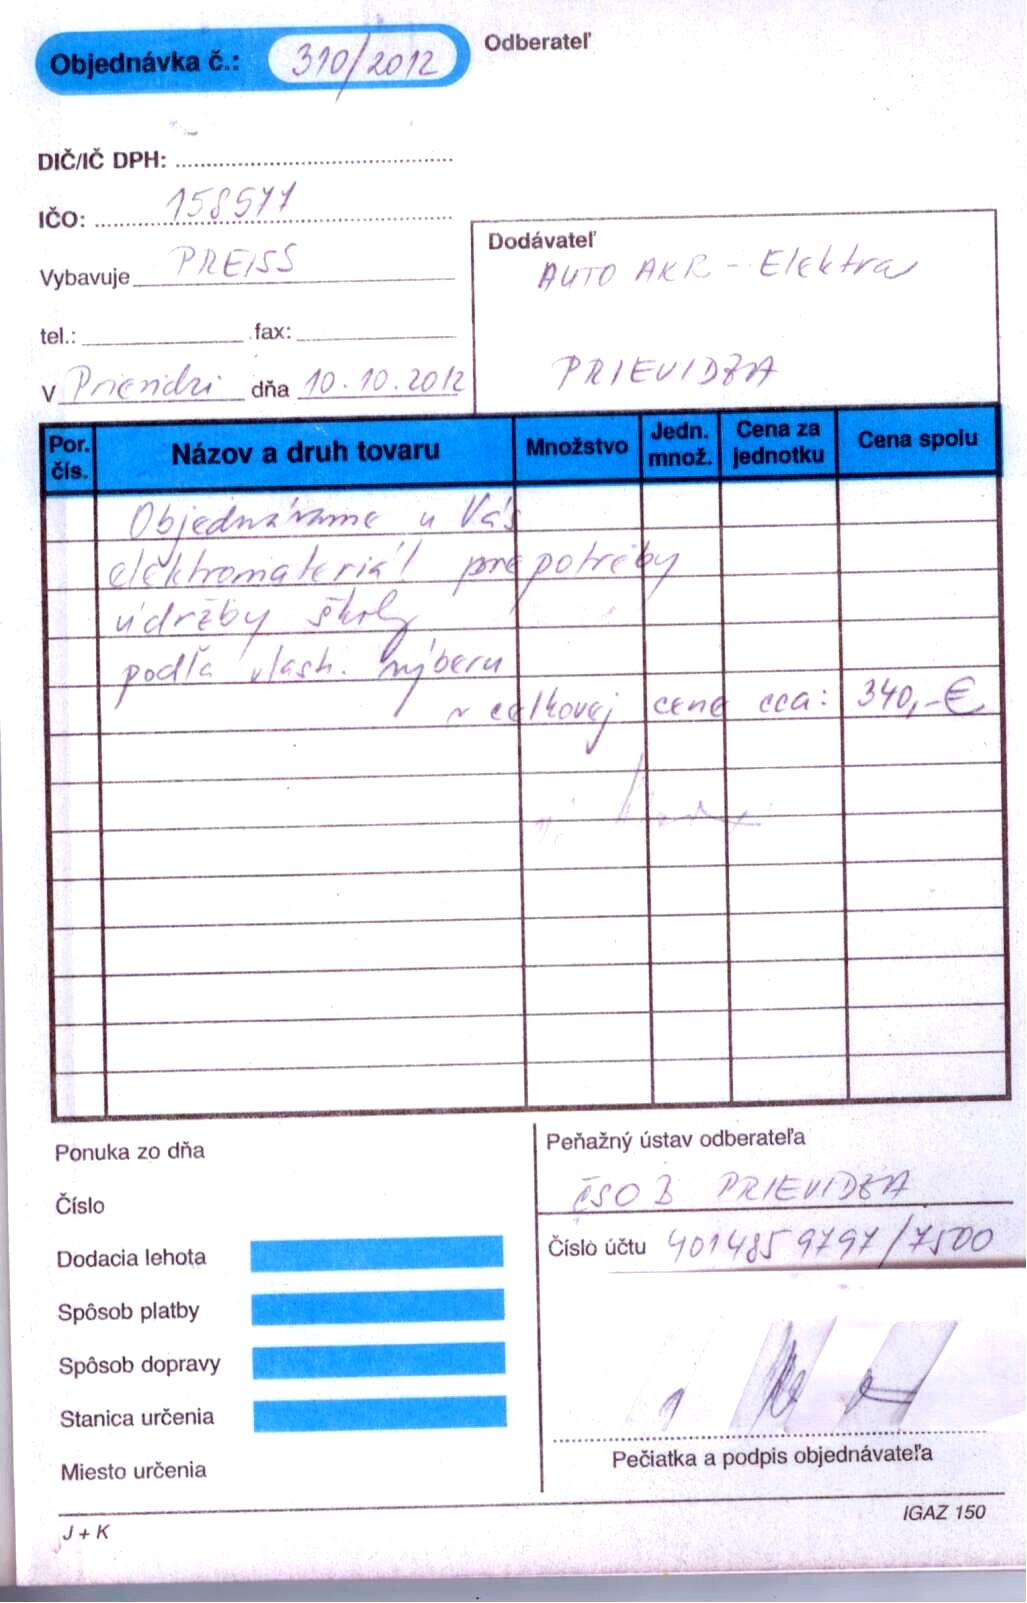 Objednávka č.: 310/2012
Odberateľ
DIČ/IČ DPH:
IČO: 158577
Vybavuje PREISS
tel.: fax:
V Prievidzi dňa 10.10.2012
Dodávateľ
AUTO AKR - Elektra
PRIEVIDZA
Por. čís. Názov a druh tovaru Množstvo Jedn. množ. Cena za jednotku Cena spolu
Objednávame u Vás
elektromateriál pre potreby
údržby školy
podľa vlast. výberu
v celkovej cene cca: 340,-€
Ponuka zo dňa
Číslo
Dodacia lehota
Spôsob platby
Spôsob dopravy
Stanica určenia
Miesto určenia
Peňažný ústav odberateľa
ČSOB PRIEVIDZA
Číslo účtu 4014859797/7500
Pečiatka a podpis objednávateľa
J + K
IGAZ 150